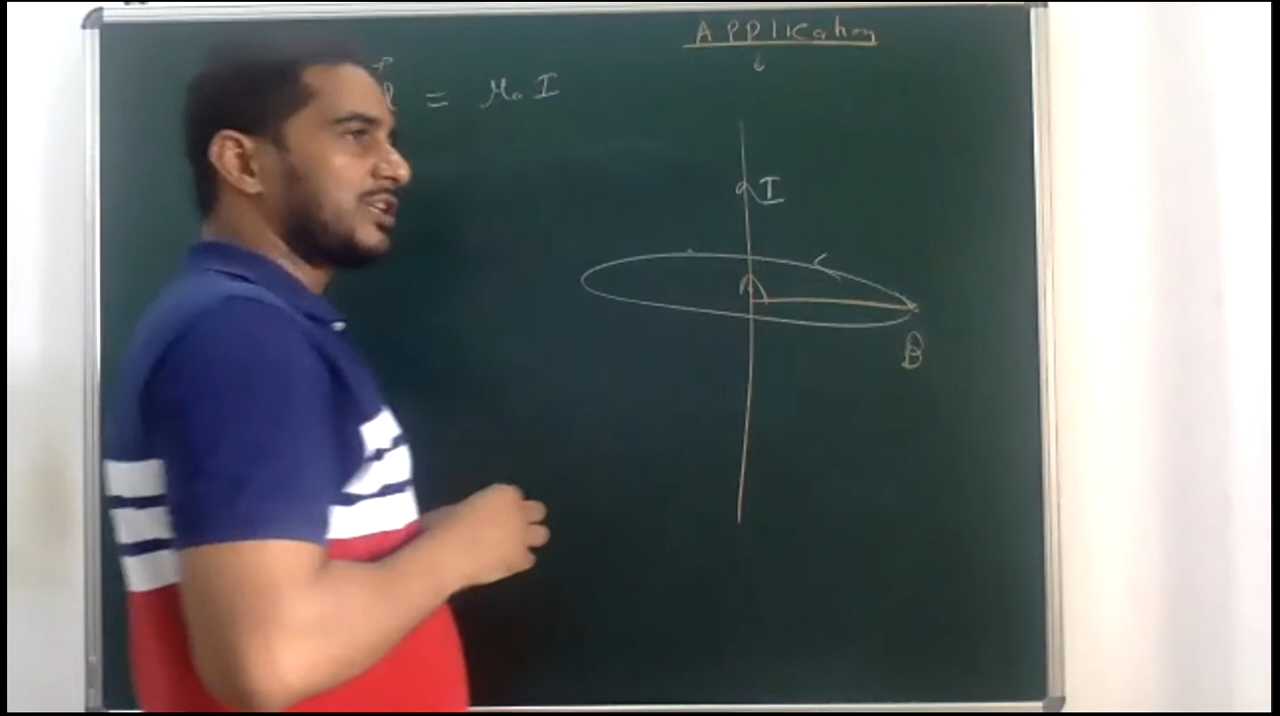 APPlication
↓
l⃗ = μ₀ I
I
B